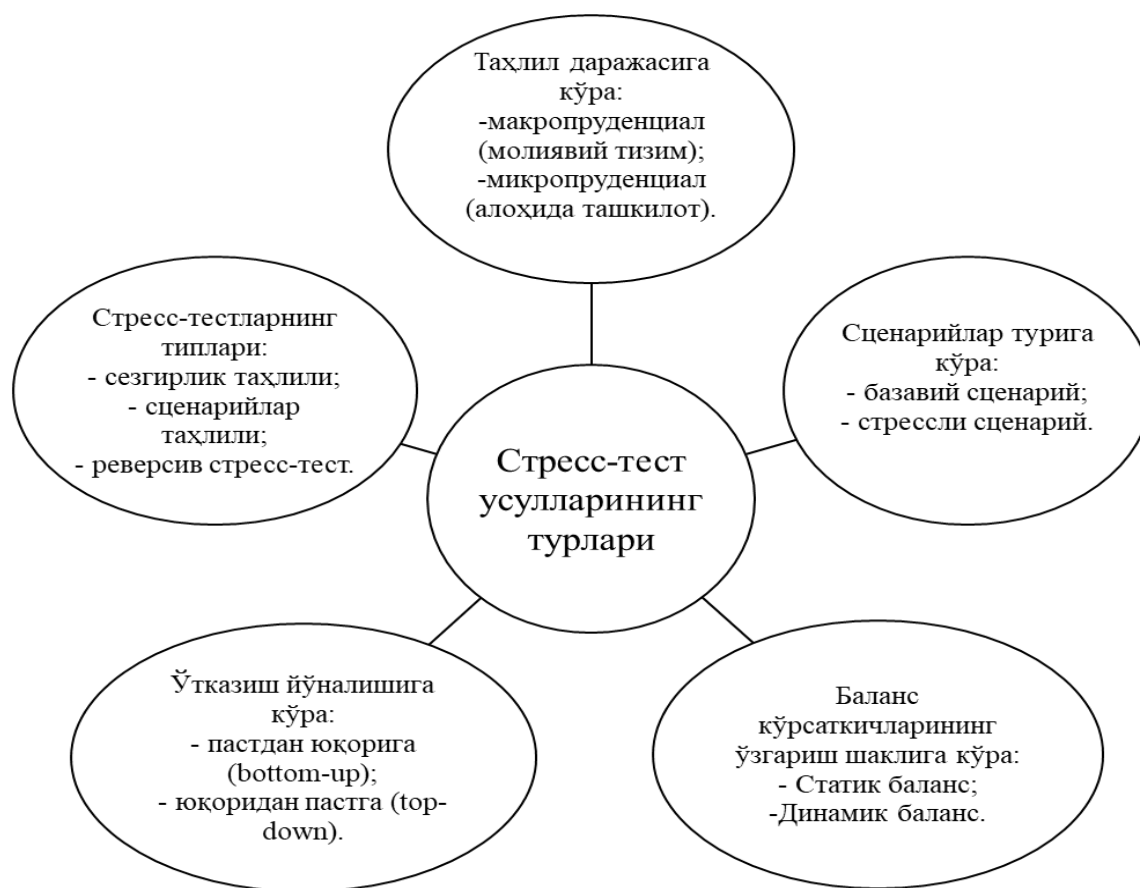 Таҳлил даражасига
кўра:
-макропруденциал
(молиявий тизим);
-микропруденциал
(алоҳида ташкилот).
Стресс-тестларнинг
типлари:
- сезгирлик таҳлили;
- сценарийлар
таҳлили;
- реверсив стресс-тест.
Сценарийлар турига
кўра:
- базавий сценарий;
- стрессли сценарий.
Стресс-тест
усулларининг
турлари
Ўтказиш йўналишига
кўра:
- пастдан юқорига
(bottom-up);
- юқоридан пастга (top-
down).
Баланс
кўрсаткичларининг
ўзгариш шаклига кўра:
- Статик баланс;
-Динамик баланс.